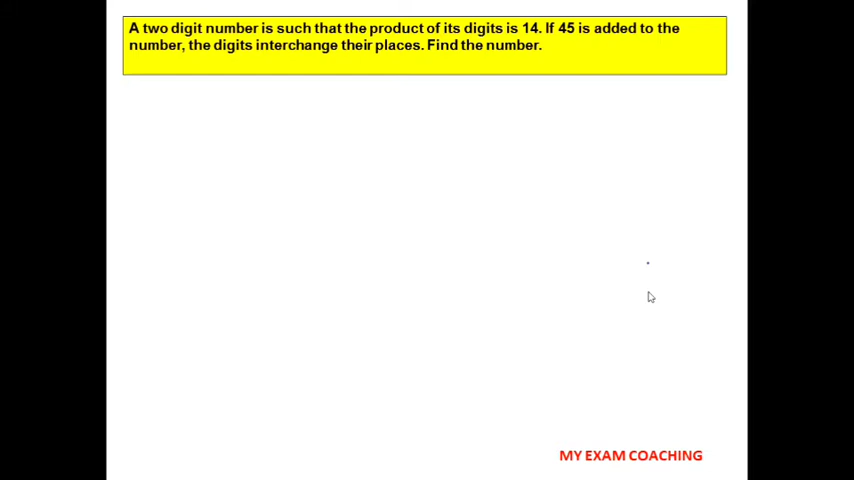 A two digit number is such that the product of its digits is 14. If 45 is added to the
number, the digits interchange their places. Find the number.
MY EXAM COACHING